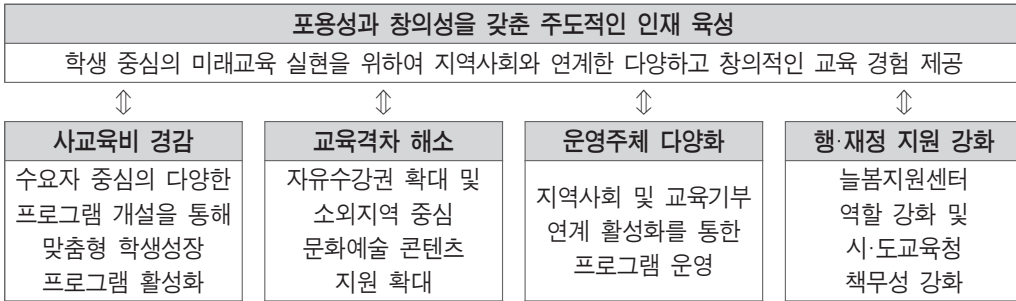 포용성과 창의성을 갖춘 주도적인 인재 육성
학생 중심의 미래교육 실현을 위하여 지역사회와 연계한 다양하고 창의적인 교육 경험 제공
⇕ ⇕ ⇕ ⇕
사교육비 경감
수요자 중심의 다양한
프로그램 개설을 통해
맞춤형 학생성장
프로그램 활성화
교육격차 해소
자유수강권 확대 및
소외지역 중심
문화예술 콘텐츠
지원 확대
운영주체 다양화
지역사회 및 교육기부
연계 활성화를 통한
프로그램 운영
행·재정 지원 강화
늘봄지원센터
역할 강화 및
시·도교육청
책무성 강화